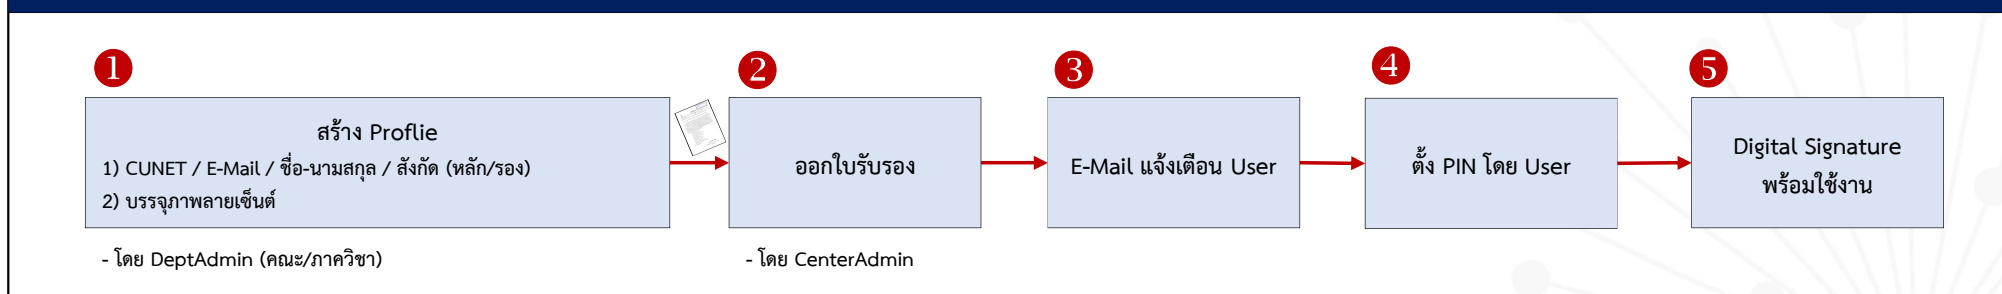 1
สร้าง Proflie
1) CUNET / E-Mail / ชื่อ-นามสกุล / สังกัด (หลัก/รอง)
2) บรรจุภาพลายเซ็นต์
- โดย DeptAdmin (คณะ/ภาควิชา)
2
ออกใบรับรอง
- โดย CenterAdmin
3
E-Mail แจ้งเตือน User
4
ตั้ง PIN โดย User
5
Digital Signature
พร้อมใช้งาน